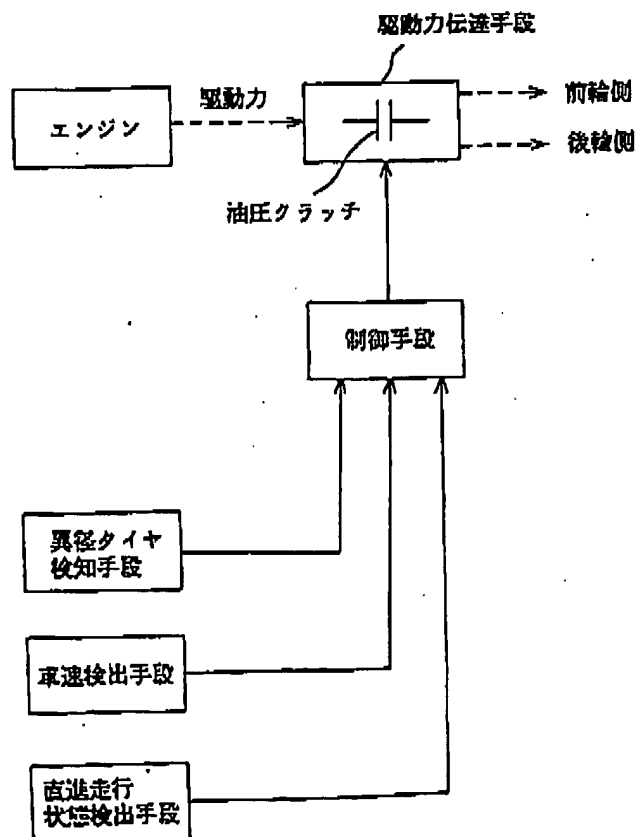 駆動力伝達手段
エンジン
駆動力
前輪側
後輪側
油圧クラッチ
制御手段
異径タイヤ
検知手段
車速検出手段
直進走行
状態検出手段